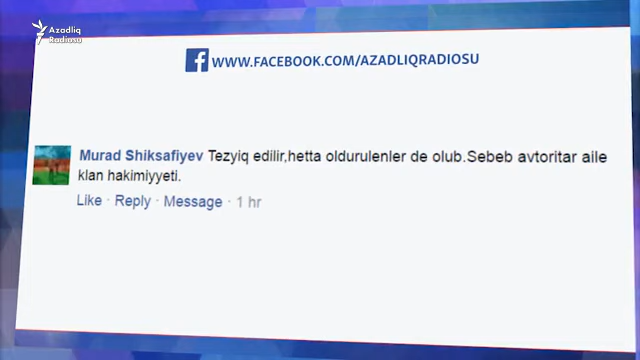 Azadlıq
Radiosu
f WWW.FACEBOOK.COM/AZADLIQRADIOSU
Murad Shiksafiyev Tezyiq edilir,hetta oldurulenler de olub.Sebeb avtoritar aile
klan hakimiyyeti.
Like · Reply · Message · 1 hr